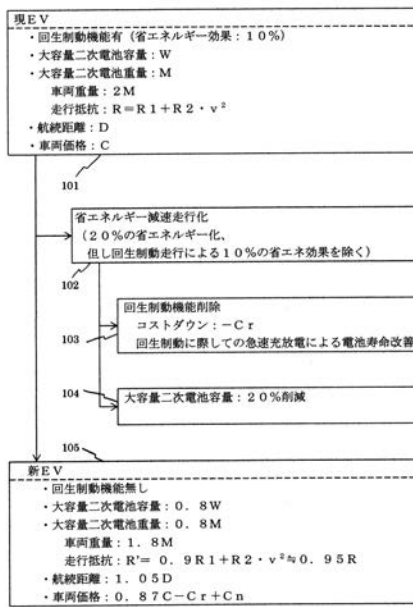 現EV
・回生制動機能有(省エネルギー効果:10%)
・大容量二次電池容量:W
・大容量二次電池重量:M
車両重量:2M
走行抵抗:R=R1+R2・v²
・航続距離:D
・車両価格:C
101
省エネルギー減速走行化
(20%の省エネルギー化、
但し回生制動走行による10%の省エネ効果を除く)
102
回生制動機能削除
コストダウン:-Cr
回生制動に際しての急速充放電による電池寿命改善
103
104
大容量二次電池容量:20%削減
105
新EV
・回生制動機能無し
・大容量二次電池容量:0.8W
・大容量二次電池重量:0.8M
車両重量:1.8M
走行抵抗:R'=0.9R1+R2・v²≒0.95R
・航続距離:1.05D
・車両価格:0.87C-Cr+Cn